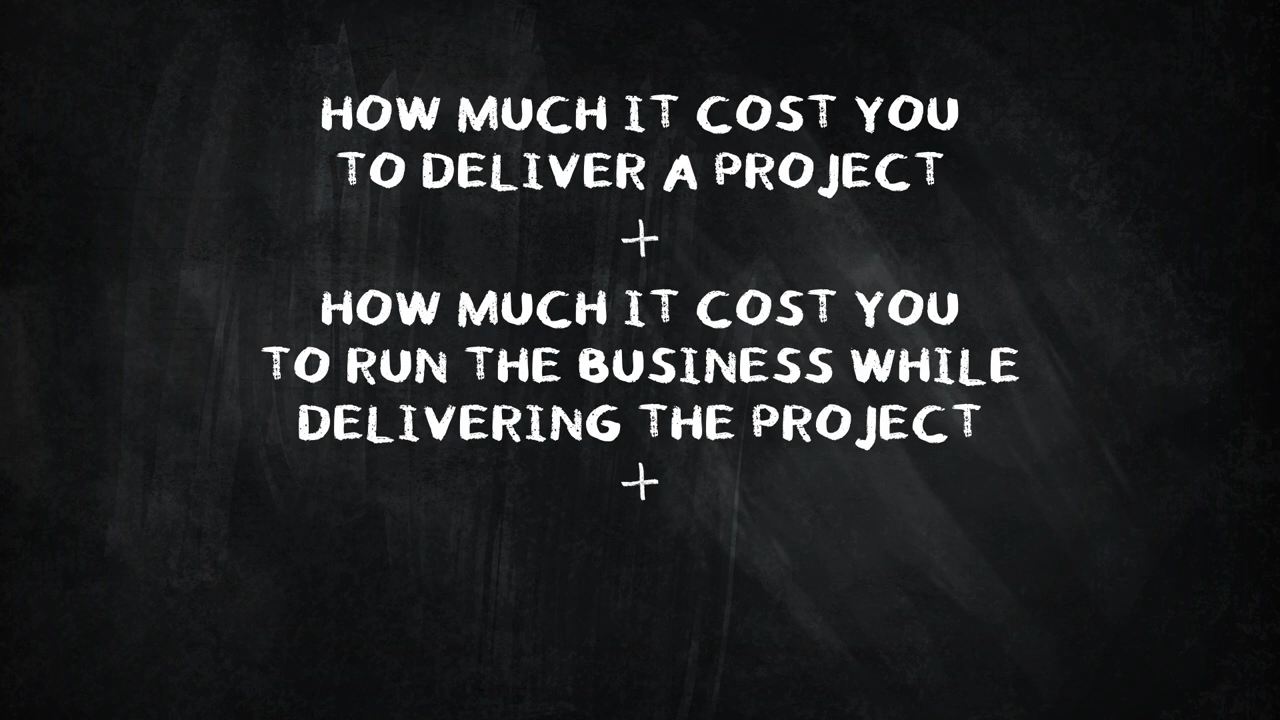 HOW MUCH IT COST YOU
TO DELIVER A PROJECT
+
HOW MUCH IT COST YOU
TO RUN THE BUSINESS WHILE
DELIVERING THE PROJECT
+